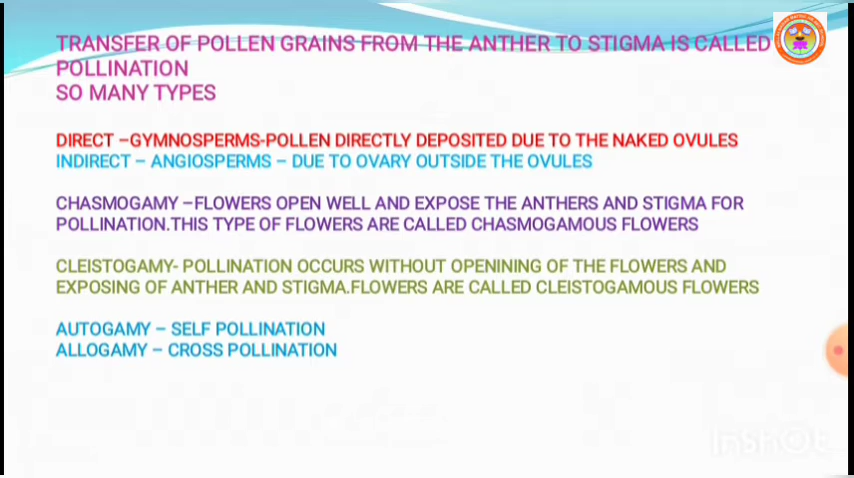 TRANSFER OF POLLEN GRAINS FROM THE ANTHER TO STIGMA IS CALLED
POLLINATION
SO MANY TYPES
DIRECT –GYMNOSPERMS-POLLEN DIRECTLY DEPOSITED DUE TO THE NAKED OVULES
INDIRECT – ANGIOSPERMS – DUE TO OVARY OUTSIDE THE OVULES
CHASMOGAMY –FLOWERS OPEN WELL AND EXPOSE THE ANTHERS AND STIGMA FOR
POLLINATION.THIS TYPE OF FLOWERS ARE CALLED CHASMOGAMOUS FLOWERS
CLEISTOGAMY- POLLINATION OCCURS WITHOUT OPENINING OF THE FLOWERS AND
EXPOSING OF ANTHER AND STIGMA.FLOWERS ARE CALLED CLEISTOGAMOUS FLOWERS
AUTOGAMY – SELF POLLINATION
ALLOGAMY – CROSS POLLINATION
InShOt